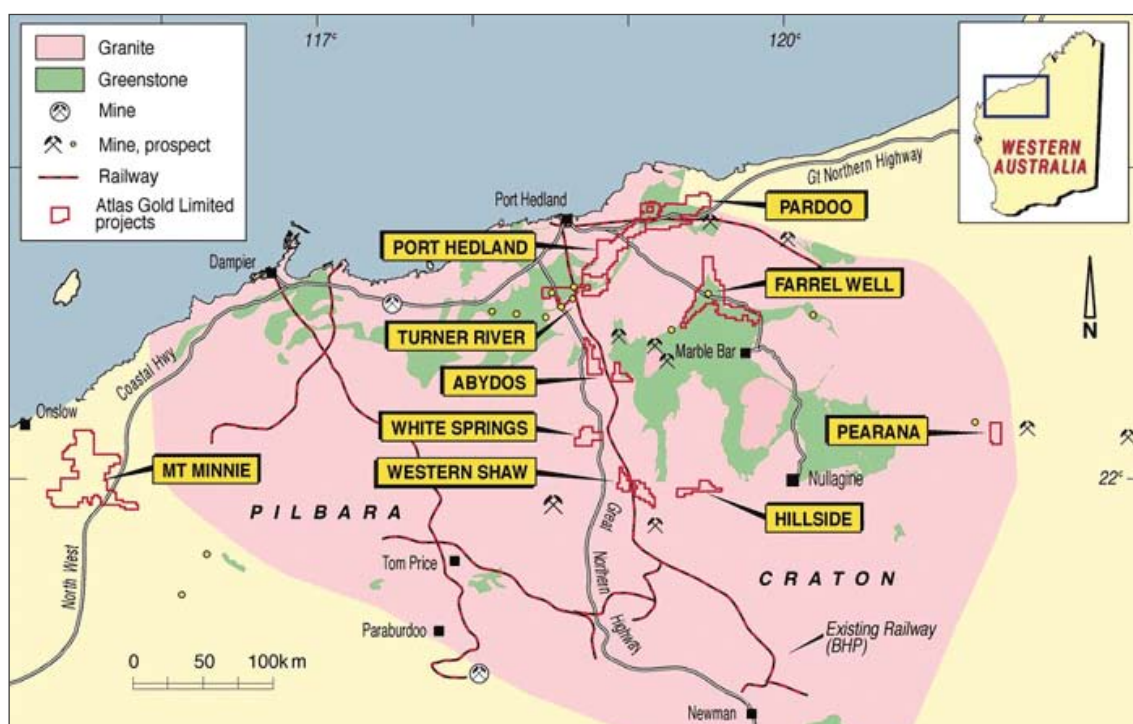 Granite
Greenstone
Mine
Mine, prospect
Railway
Atlas Gold Limited
projects
117°
120°
WESTERN
AUSTRALIA
Gt Northern Highway
Port Hedland
PARDOO
PORT HEDLAND
Dampier
FARREL WELL
N
TURNER RIVER
Marble Bar
Coastal Hwy
ABYDOS
Onslow
WHITE SPRINGS
PEARANA
MT MINNIE
WESTERN SHAW
Nullagine
22°
PILBARA
Great
HILLSIDE
Northern
Highway
Tom Price
CRATON
North West
Paraburdoo
Existing Railway
(BHP)
0 50 100km
Newman